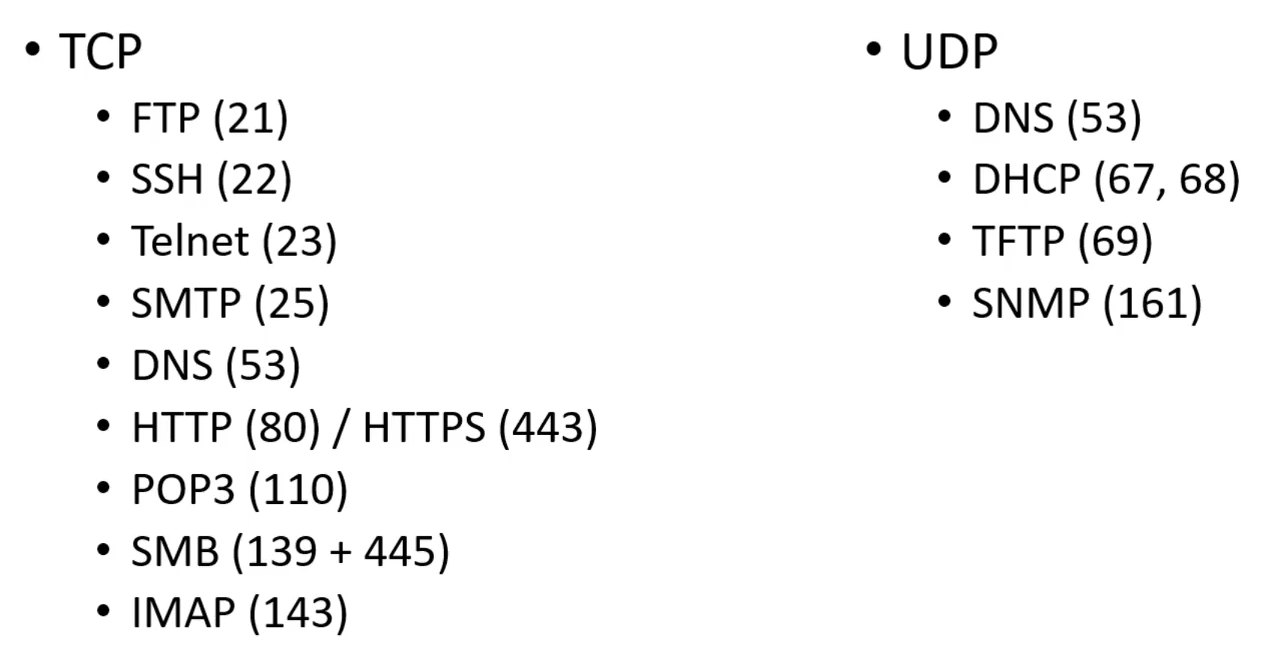 • TCP
• FTP (21)
• SSH (22)
• Telnet (23)
• SMTP (25)
• DNS (53)
• HTTP (80) / HTTPS (443)
• POP3 (110)
• SMB (139 + 445)
• IMAP (143)
• UDP
• DNS (53)
• DHCP (67, 68)
• TFTP (69)
• SNMP (161)